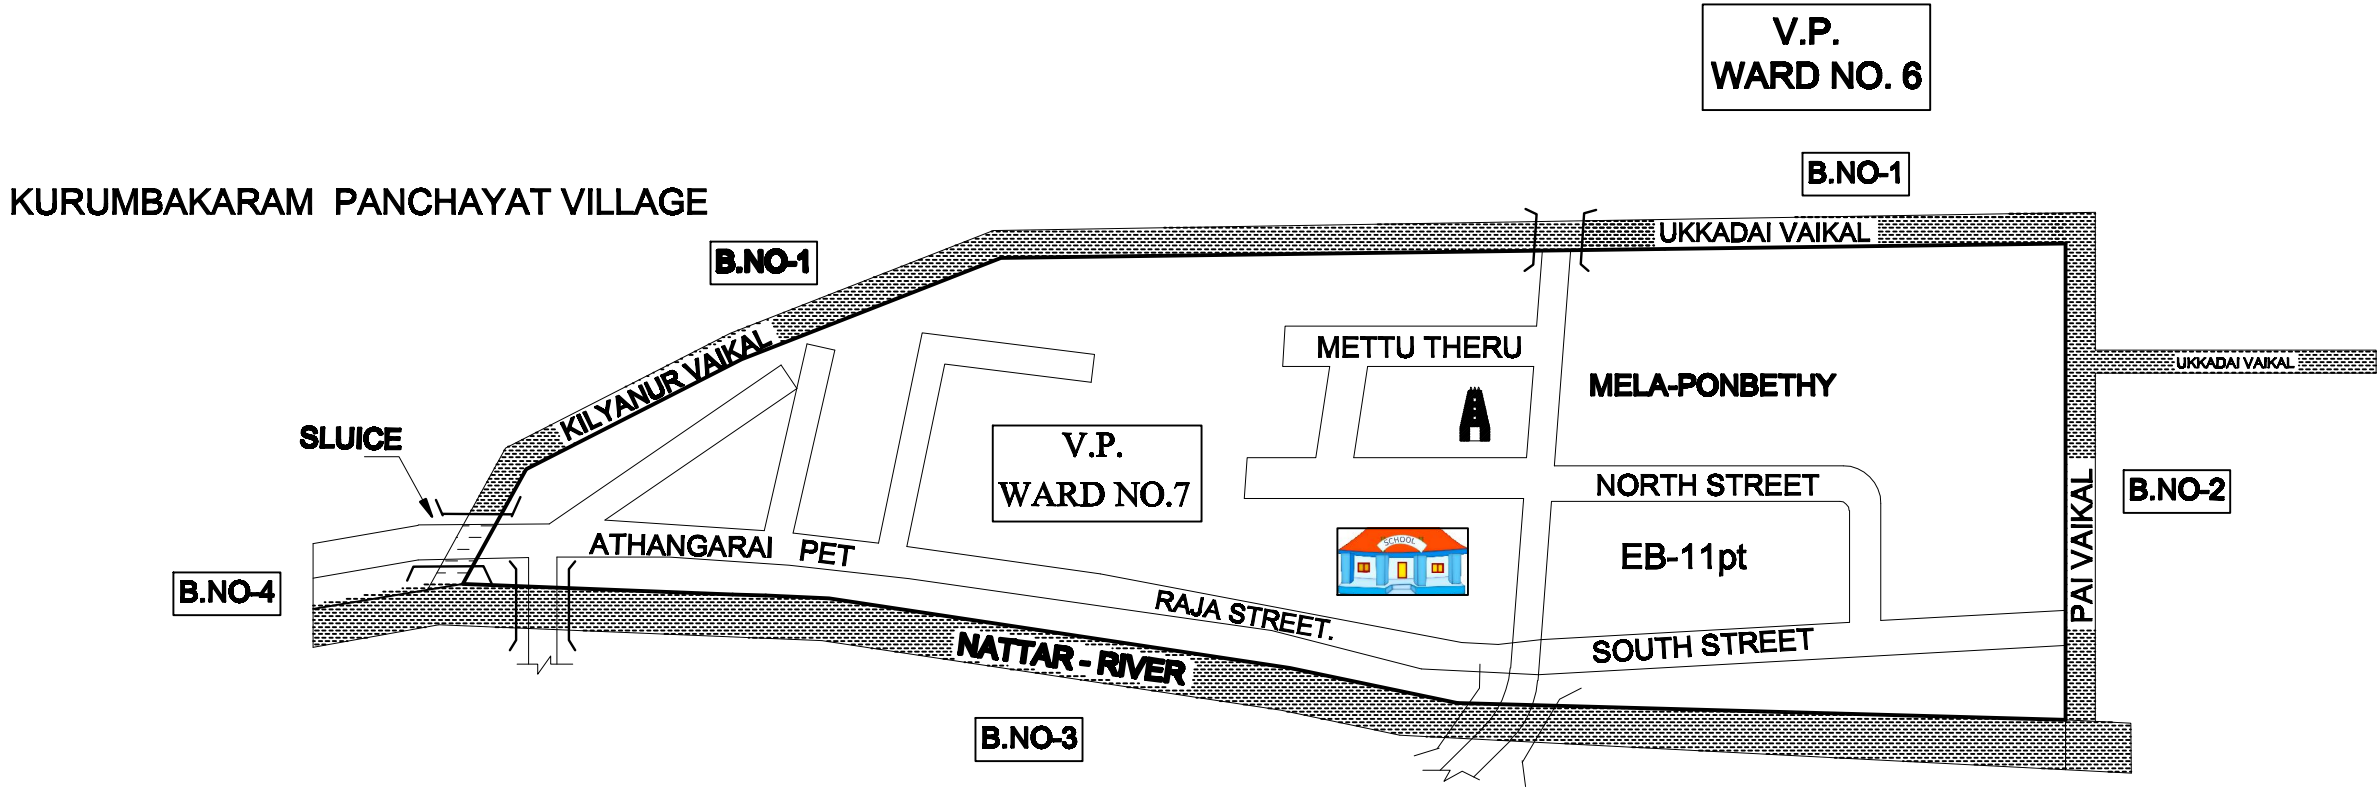 V.P.
WARD NO. 6
B.NO-1
KURUMBAKARAM PANCHAYAT VILLAGE
B.NO-1
UKKADAI VAIKAL
KILYANUR VAIKAL
METTU THERU
UKKADAI VAIKAL
MELA-PONBETHY
SLUICE
V.P.
WARD NO.7
NORTH STREET
B.NO-2
PAI VAIKAL
SCHOOL
ATHANGARAI PET
EB-11pt
B.NO-4
RAJA STREET.
SOUTH STREET
NATTAR - RIVER
B.NO-3